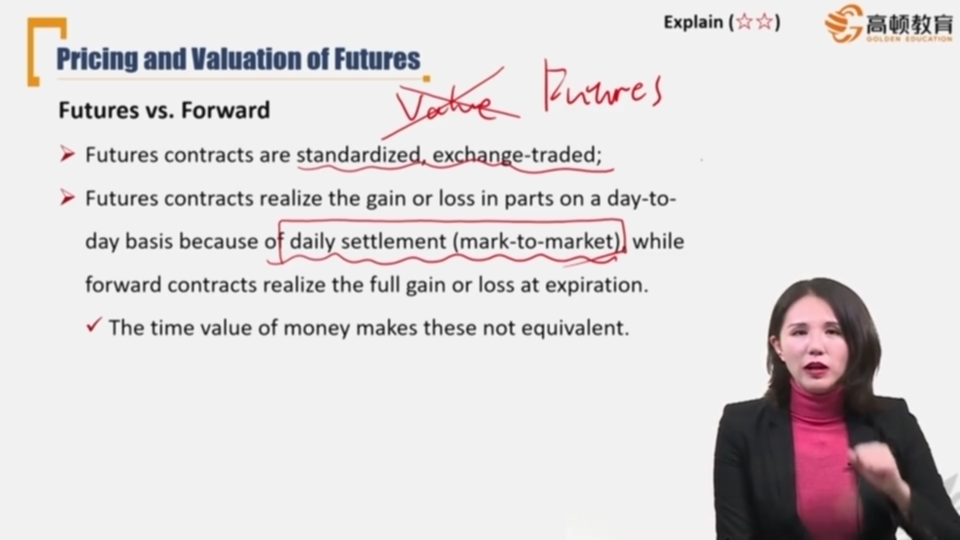 Explain (☆☆)
高顿教育
GOLDEN EDUCATION
Pricing and Valuation of Futures
Value Futures
Futures vs. Forward
➢ Futures contracts are standardized, exchange-traded;
➢ Futures contracts realize the gain or loss in parts on a day-to-
day basis because of daily settlement (mark-to-market), while
forward contracts realize the full gain or loss at expiration.
✓ The time value of money makes these not equivalent.